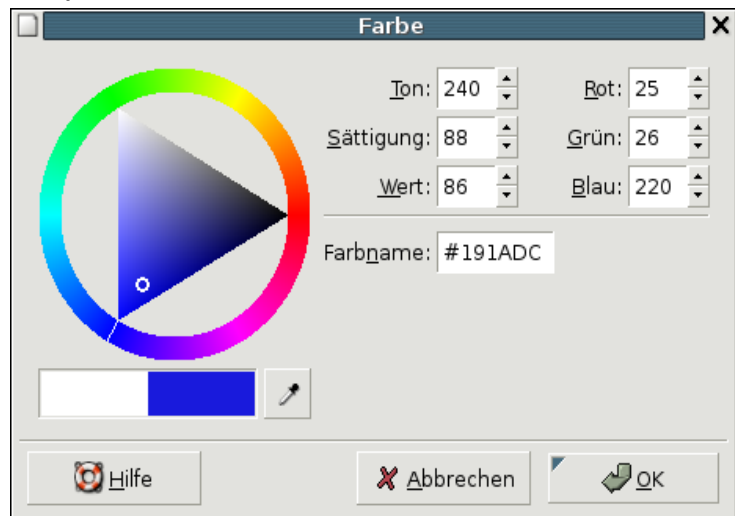 Farbe
Ton: 240 Rot: 25
Sättigung: 88 Grün: 26
Wert: 86 Blau: 220
Farbname: #191ADC
Hilfe Abbrechen OK